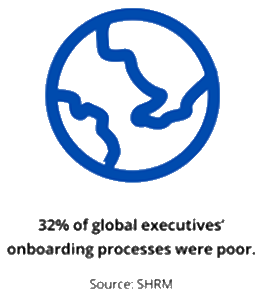 32% of global executives’
onboarding processes were poor.
Source: SHRM